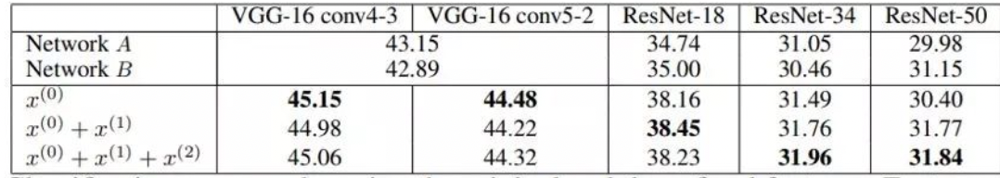 VGG-16 conv4-3 VGG-16 conv5-2 ResNet-18 ResNet-34 ResNet-50
Network A 43.15 34.74 31.05 29.98
Network B 42.89 35.00 30.46 31.15
x^(0) 45.15 44.48 38.16 31.49 30.40
x^(0) + x^(1) 44.98 44.22 38.45 31.76 31.77
x^(0) + x^(1) + x^(2) 45.06 44.32 38.23 31.96 31.84